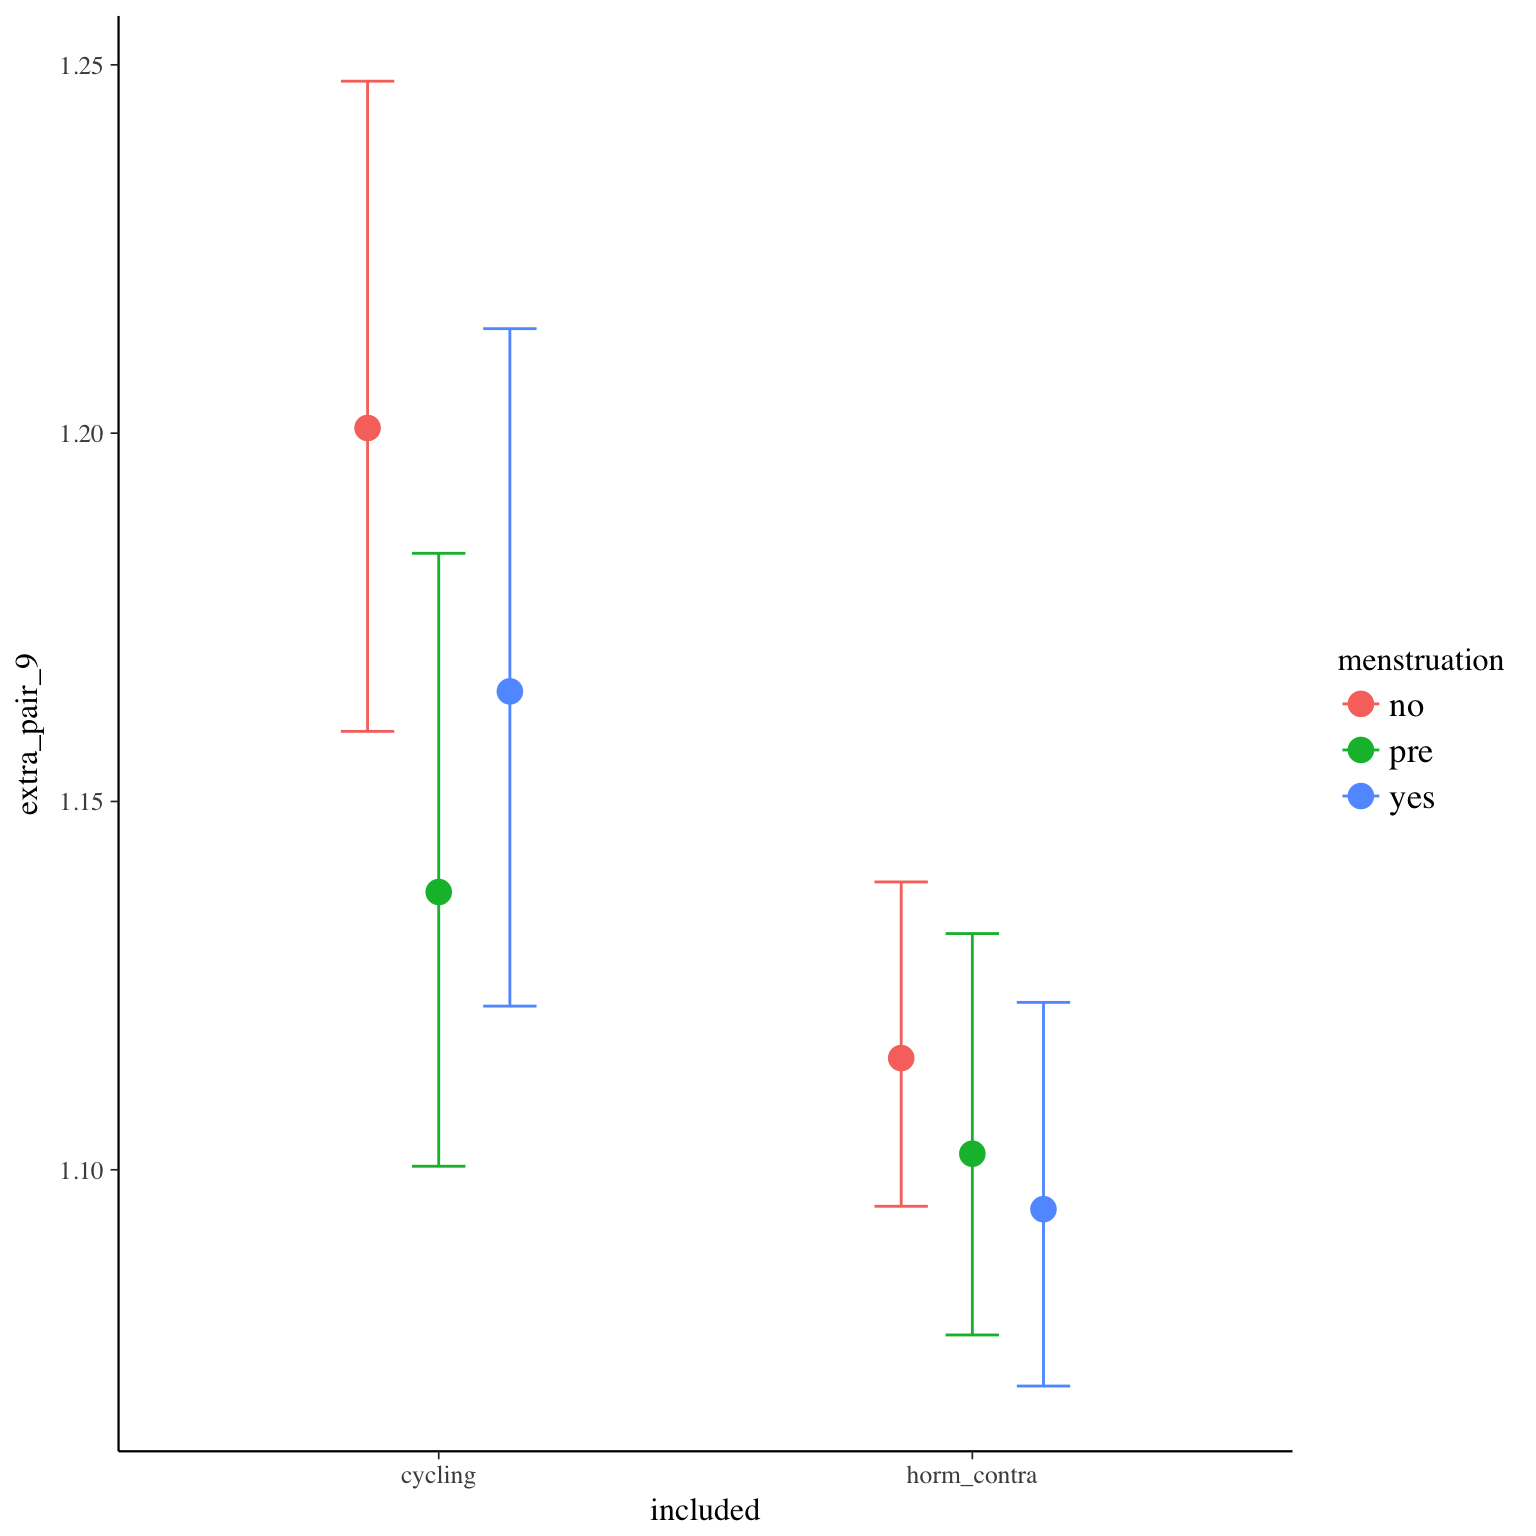 1.25
1.20
1.15
1.10
extra_pair_9
cycling
horm_contra
included
menstruation
no
pre
yes